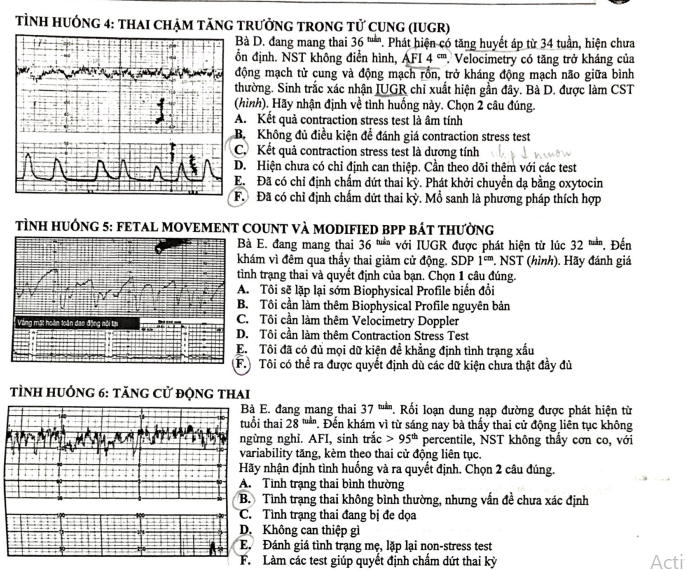 TÌNH HUỐNG 4: THAI CHẬM TĂNG TRƯỞNG TRONG TỬ CUNG (IUGR)
Bà D. đang mang thai 36 tuần. Phát hiện có tăng huyết áp từ 34 tuần, hiện chưa
ổn định. NST không điển hình, AFI 4 cm. Velocimetry có tăng trở kháng của
động mạch tử cung và động mạch rốn, trở kháng động mạch não giữa bình
thường. Sinh trắc xác nhận IUGR chỉ xuất hiện gần đây. Bà D. được làm CST
(hình). Hãy nhận định về tình huống này. Chọn 2 câu đúng.
A. Kết quả contraction stress test là âm tính
B. Không đủ điều kiện để đánh giá contraction stress test
C. Kết quả contraction stress test là dương tính
D. Hiện chưa có chỉ định can thiệp. Cần theo dõi thêm với các test
E. Đã có chỉ định chấm dứt thai kỳ. Phát khởi chuyển dạ bằng oxytocin
F. Đã có chỉ định chấm dứt thai kỳ. Mổ sanh là phương pháp thích hợp
TÌNH HUỐNG 5: FETAL MOVEMENT COUNT VÀ MODIFIED BPP BẤT THƯỜNG
Bà E. đang mang thai 36 tuần với IUGR được phát hiện từ lúc 32 tuần. Đến
khám vì đêm qua thấy thai giảm cử động. SDP 1cm. NST (hình). Hãy đánh giá
tình trạng thai và quyết định của bạn. Chọn 1 câu đúng.
A. Tôi sẽ lặp lại sớm Biophysical Profile biến đổi
B. Tôi cần làm thêm Biophysical Profile nguyên bản
C. Tôi cần làm thêm Velocimetry Doppler
D. Tôi cần làm thêm Contraction Stress Test
E. Tôi đã có đủ mọi dữ kiện để khẳng định tình trạng xấu
F. Tôi có thể ra được quyết định dù các dữ kiện chưa thật đầy đủ
Vắng mặt hoàn toàn dao động nội tại
TÌNH HUỐNG 6: TĂNG CỬ ĐỘNG THAI
Bà E. đang mang thai 37 tuần. Rối loạn dung nạp đường được phát hiện từ
tuổi thai 28 tuần. Đến khám vì từ sáng nay bà thấy thai cử động liên tục không
ngừng nghỉ. AFI, sinh trắc > 95th percentile, NST không thấy cơn co, với
variability tăng, kèm theo thai cử động liên tục.
Hãy nhận định tình huống và ra quyết định. Chọn 2 câu đúng.
A. Tình trạng thai bình thường
B. Tình trạng thai không bình thường, nhưng vấn đề chưa xác định
C. Tình trạng thai đang bị đe dọa
D. Không can thiệp gì
E. Đánh giá tình trạng mẹ, lặp lại non-stress test
F. Làm các test giúp quyết định chấm dứt thai kỳ
Acti